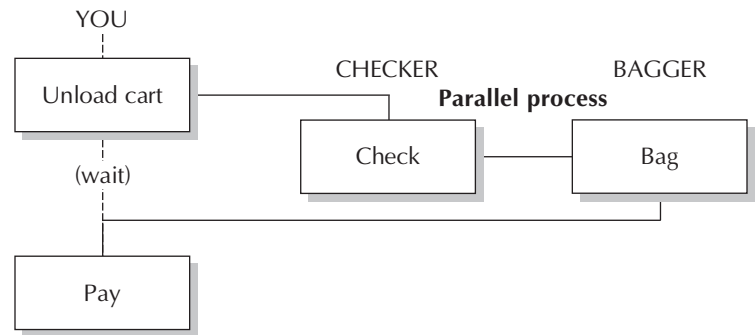 YOU
Unload cart
CHECKER
BAGGER
Parallel process
Check
Bag
(wait)
Pay